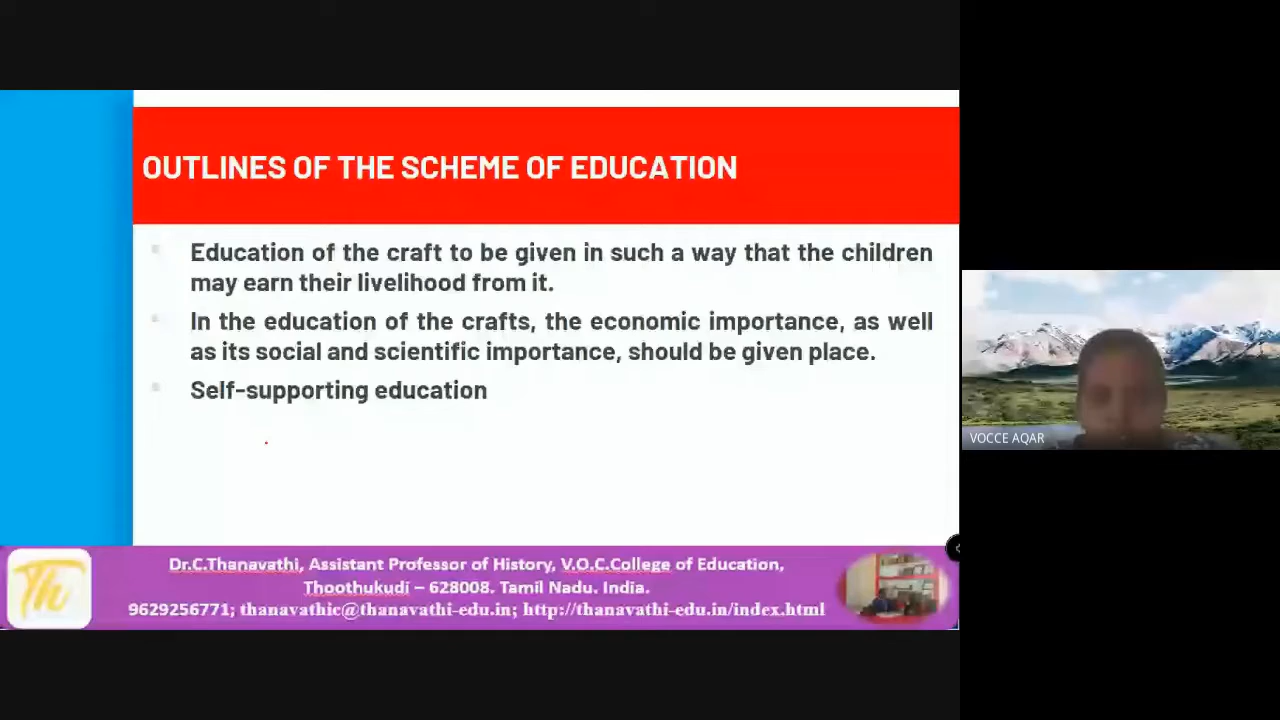 OUTLINES OF THE SCHEME OF EDUCATION
Education of the craft to be given in such a way that the children
may earn their livelihood from it.
In the education of the crafts, the economic importance, as well
as its social and scientific importance, should be given place.
Self-supporting education
VOCCE AQAR
Th
Dr.C.Thanavathi, Assistant Professor of History, V.O.C.College of Education,
Thoothukudi – 628008. Tamil Nadu. India.
9629256771; thanavathic@thanavathi-edu.in; http://thanavathi-edu.in/index.html